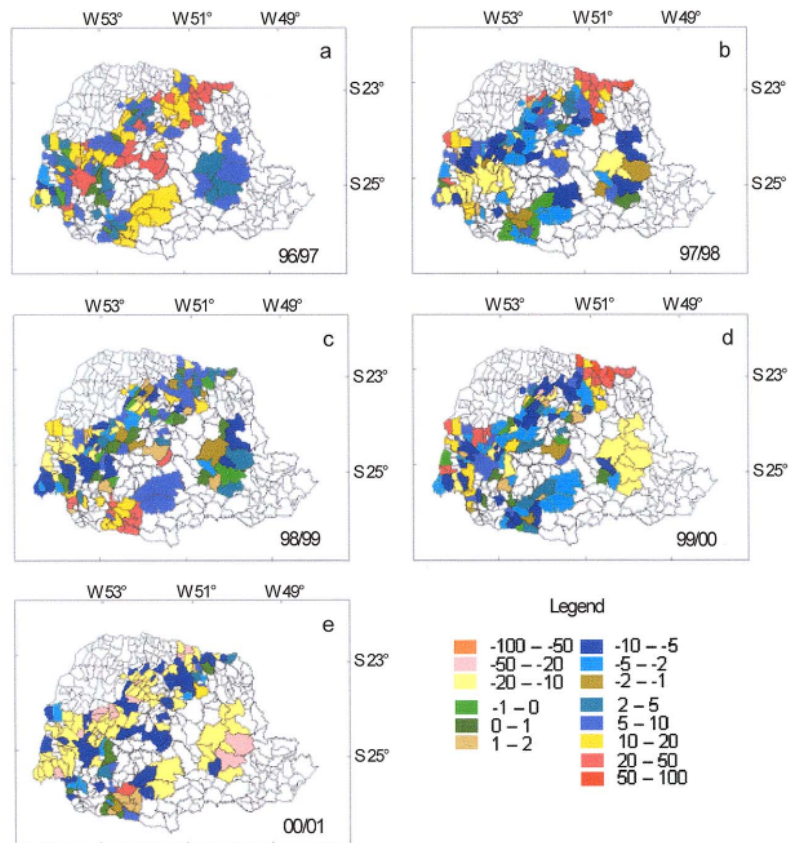 W53° W51° W49°
a
S23°
S25°
96/97
W53° W51° W49°
b
S23°
S25°
97/98
W53° W51° W49°
c
S23°
S25°
98/99
W53° W51° W49°
d
S23°
S25°
99/00
W53° W51° W49°
e
S23°
S25°
00/01
Legend
-100 – -50
-50 – -20
-20 – -10
-1 – 0
0 – 1
1 – 2
-10 – -5
-5 – -2
-2 – -1
2 – 5
5 – 10
10 – 20
20 – 50
50 – 100